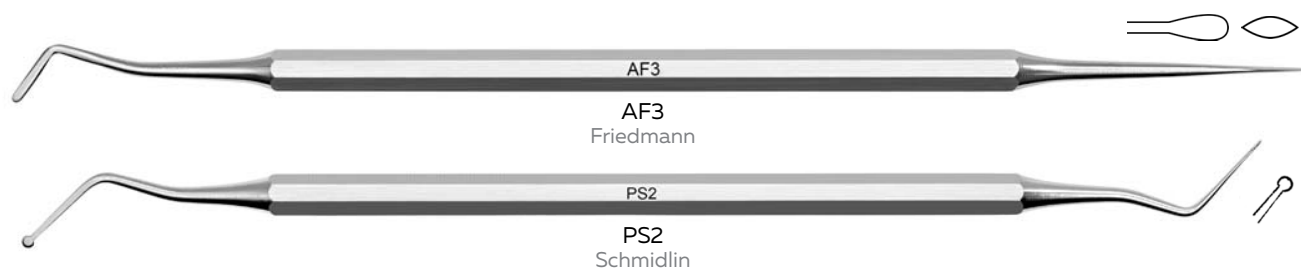 AF3
AF3
Friedmann
PS2
PS2
Schmidlin